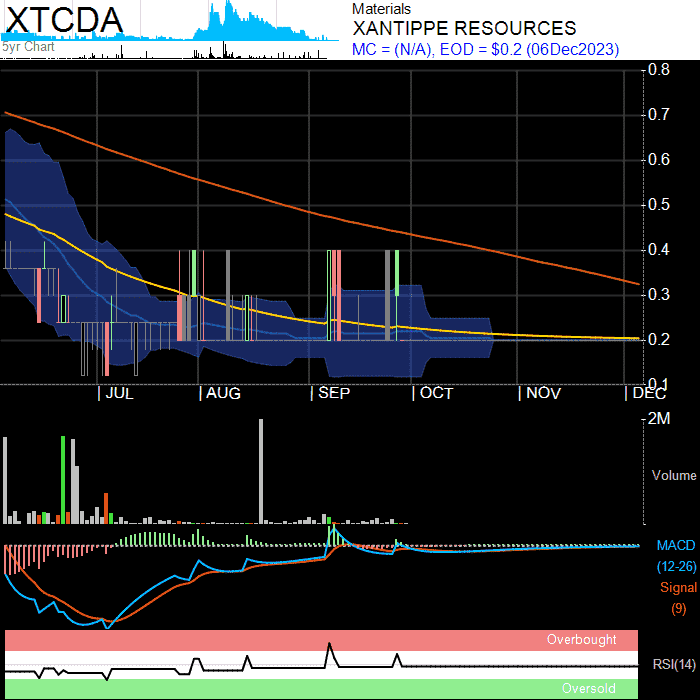 XTCDA
5yr Chart
Materials
XANTIPPE RESOURCES
MC = (N/A), EOD = $0.2 (06Dec2023)
0.8
0.7
0.6
0.5
0.4
0.3
0.2
0.1
| JUL | AUG | SEP | OCT | NOV | DEC
2M
Volume
MACD
(12-26)
Signal
(9)
Overbought
RSI(14)
Oversold